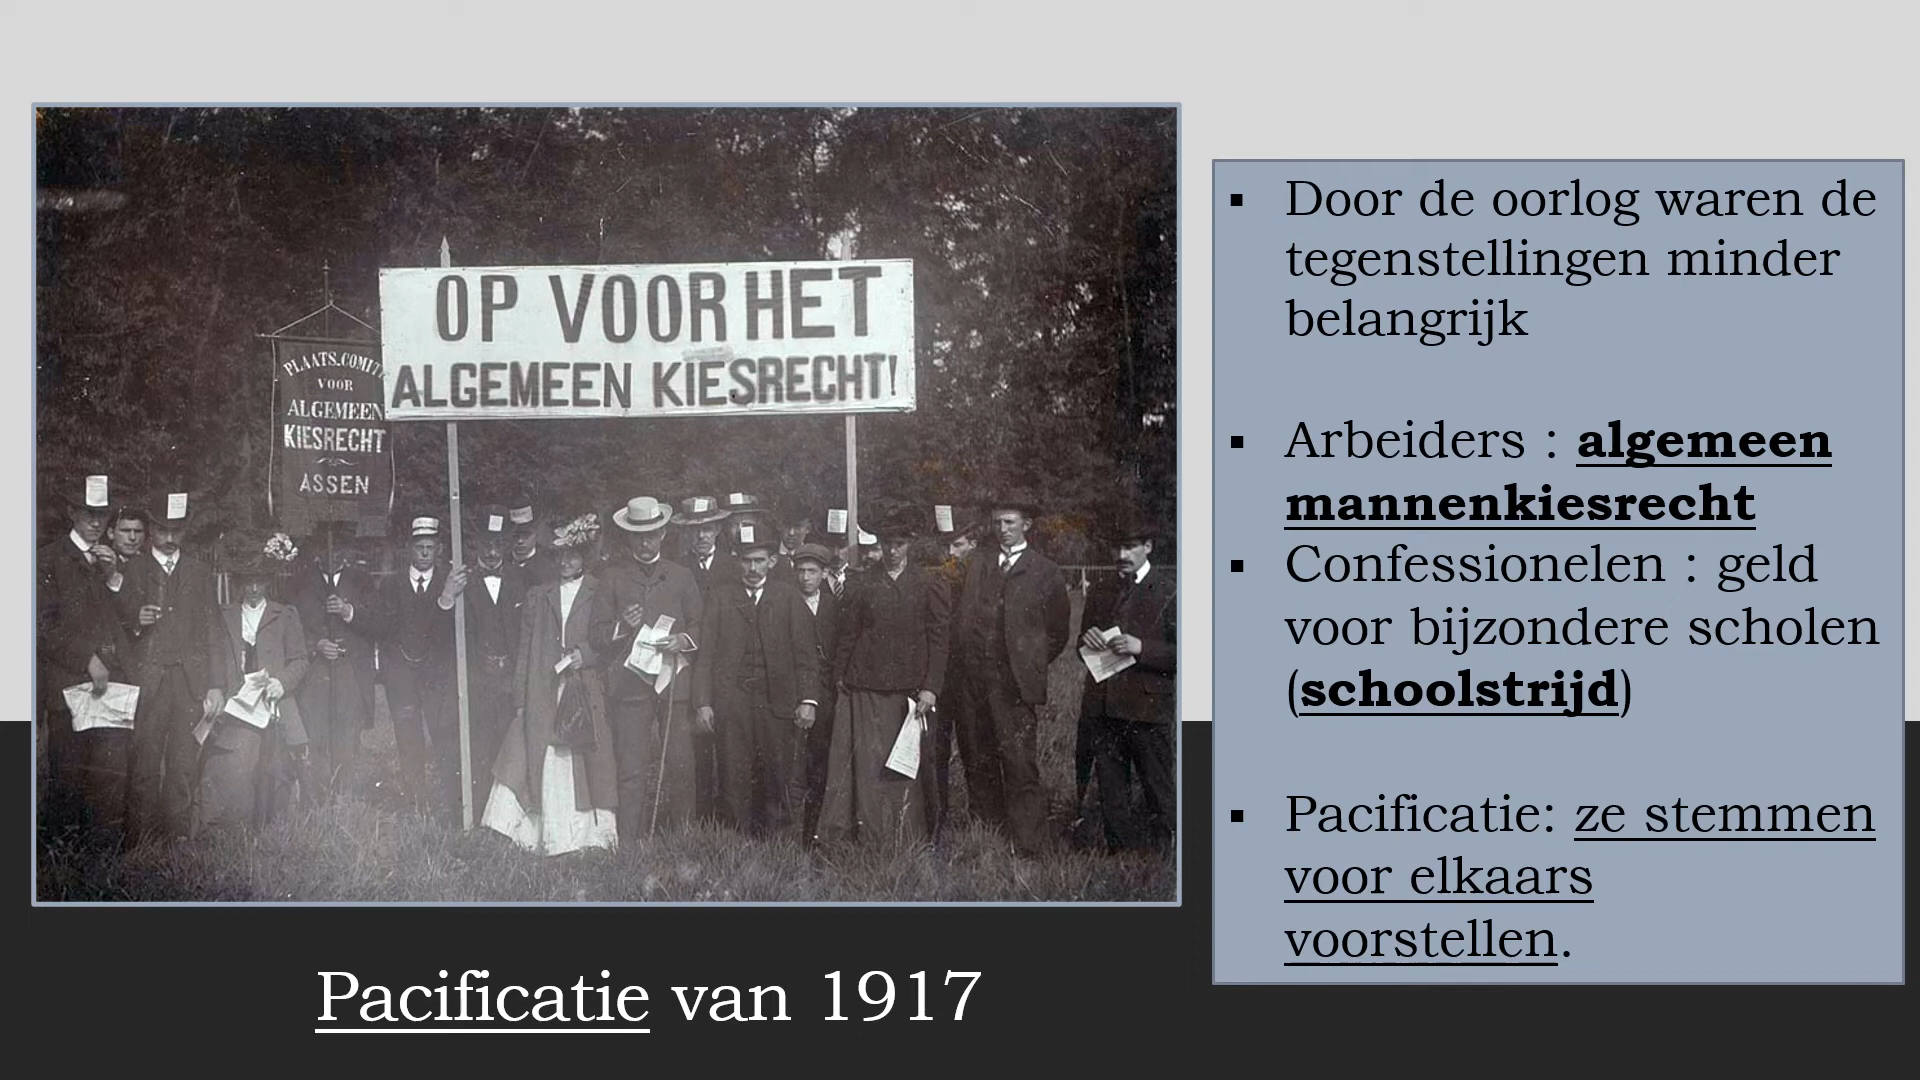 PLAATS.COMIT
VOOR
ALGEMEEN
KIESRECHT
ASSEN
OP VOOR HET
ALGEMEEN KIESRECHT!
Pacificatie van 1917
▪ Door de oorlog waren de
tegenstellingen minder
belangrijk
▪ Arbeiders : algemeen
mannenkiesrecht
▪ Confessionelen : geld
voor bijzondere scholen
(schoolstrijd)
▪ Pacificatie: ze stemmen
voor elkaars
voorstellen.